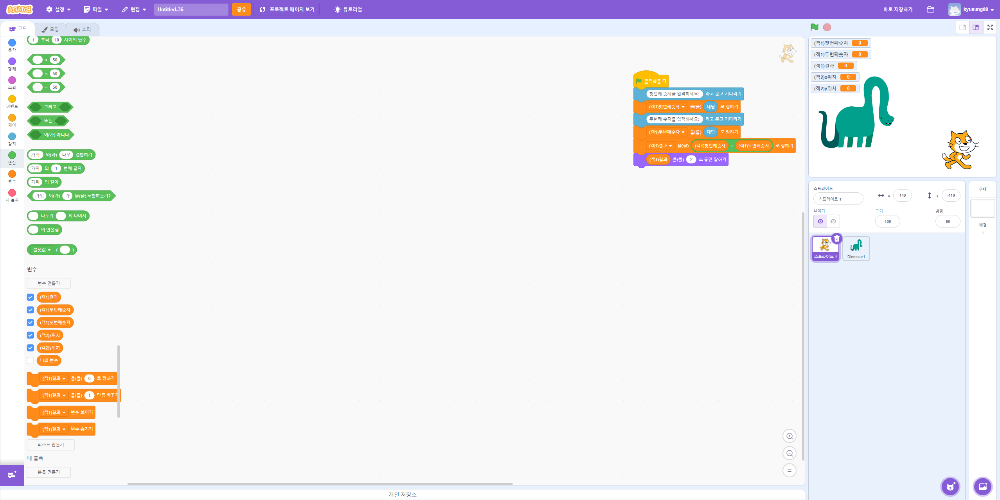 SCRATCH 설정 파일 편집 Untitled-36 공유 프로젝트 페이지 보기 튜토리얼 바로 저장하기 kyusung88
코드 모양 소리
동작
형태
소리
이벤트
제어
감지
연산
변수
내 블록
1 부터 10 사이의 난수
> 50
< 50
= 50
그리고
또는
이(가) 아니다
가위 와(과) 나무 결합하기
가위 의 1 번째 글자
가위 의 길이
가위 이(가) 가 을(를) 포함하는가?
나누기 의 나머지
의 반올림
절댓값 ( )
변수
변수 만들기
(객1)결과
(객1)두번째숫자
(객1)첫번째숫자
(객2)x위치
(객2)y위치
나의 변수
(객1)결과 을(를) 0 로 정하기
(객1)결과 을(를) 1 만큼 바꾸기
(객1)결과 변수 보이기
(객1)결과 변수 숨기기
리스트 만들기
내 블록
블록 만들기
클릭했을 때
첫번째 숫자를 입력하세요: 라고 묻고 기다리기
(객1)첫번째숫자 을(를) 대답 로 정하기
두번째 숫자를 입력하세요: 라고 묻고 기다리기
(객1)두번째숫자 을(를) 대답 로 정하기
(객1)결과 을(를) (객1)첫번째숫자 + (객1)두번째숫자 로 정하기
(객1)결과 을(를) 2 초 동안 말하기
개인 저장소
(객1)첫번째숫자 0
(객1)두번째숫자 0
(객1)결과 0
(객2)x위치 0
(객2)y위치 0
스프라이트
스프라이트 1 x 149 y -110
보이기 크기 방향
100 90
스프라이트 1 Dinosaur1
무대
배경
1